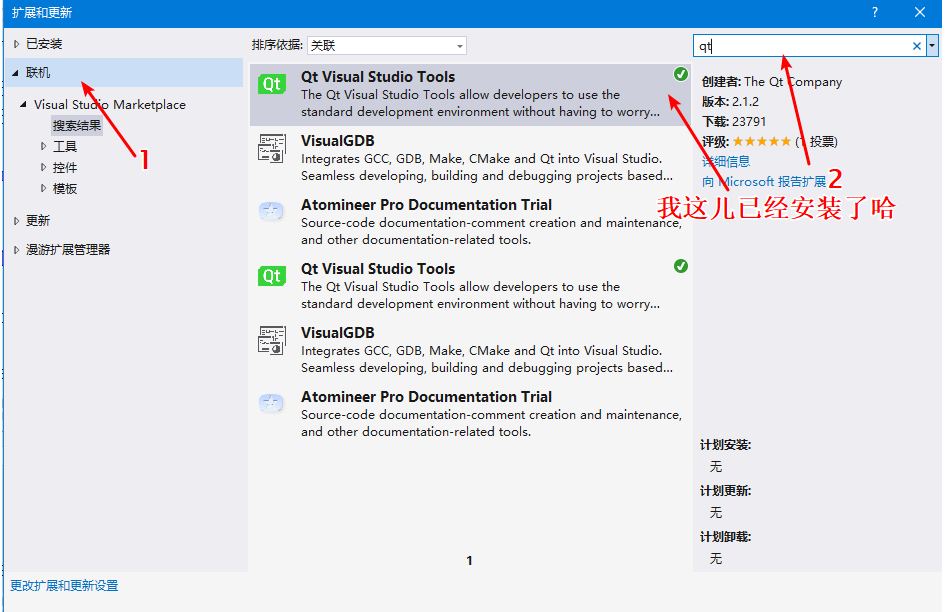 扩展和更新
? ×
已安装
联机
Visual Studio Marketplace
搜索结果
工具
控件
模板
更新
漫游扩展管理器
1
排序依据: 关联
Qt Visual Studio Tools
The Qt Visual Studio Tools allow developers to use the
standard development environment without having to worry...
VisualGDB
Integrates GCC, GDB, Make, CMake and Qt into Visual Studio.
Seamless developing, building and debugging projects based...
Atomineer Pro Documentation Trial
Source-code documentation-comment creation and maintenance,
and other documentation-related tools.
Qt Visual Studio Tools
The Qt Visual Studio Tools allow developers to use the
standard development environment without having to worry...
VisualGDB
Integrates GCC, GDB, Make, CMake and Qt into Visual Studio.
Seamless developing, building and debugging projects based...
Atomineer Pro Documentation Trial
Source-code documentation-comment creation and maintenance,
and other documentation-related tools.
1
qt
创建者: The Qt Company
版本: 2.1.2
下载: 23791
评级: ★★★★★ (1 投票)
详细信息
向 Microsoft 报告扩展
2
我这儿已经安装了哈
计划安装:
无
计划更新:
无
计划卸载:
无
更改扩展和更新设置